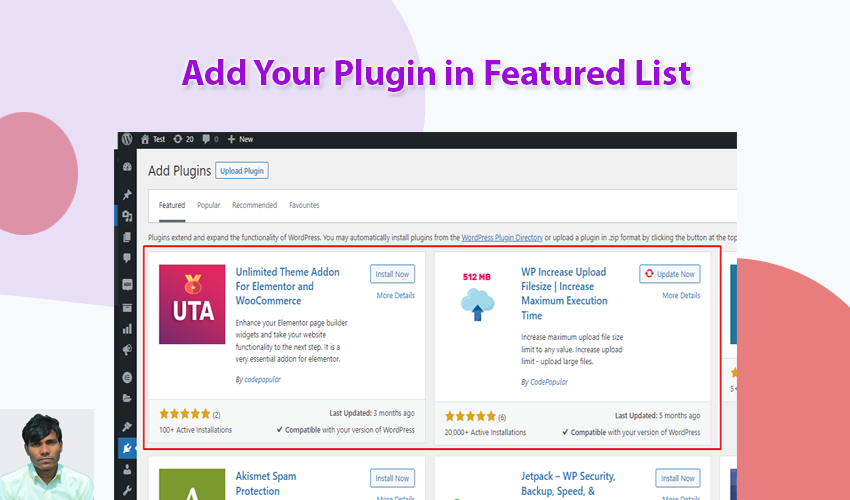 Add Your Plugin in Featured List
Test 20 0 New
Add Plugins Upload Plugin
Featured Popular Recommended Favourites
Plugins extend and expand the functionality of WordPress. You may automatically install plugins from the WordPress Plugin Directory or upload a plugin in .zip format by clicking the button at the top
UTA
Unlimited Theme Addon
For Elementor and
WooCommerce
Install Now
More Details
Enhance your Elementor page builder
widgets and take your website
functionality to the next step. It is a
very essential addon for elementor.
By codepopular
(2)
100+ Active Installations
Last Updated: 3 months ago
Compatible with your version of WordPress
512 MB
WP Increase Upload
Filesize | Increase
Maximum Execution
Time
Update Now
More Details
Increase maximum upload file size
limit to any value. Increase upload
limit - upload large files.
By CodePopular
(6)
20,000+ Active Installations
Last Updated: 5 months ago
Compatible with your version of WordPress
5+
A
Akismet Spam
Protection
Install Now
More Details
Jetpack – WP Security,
Backup, Speed, &
Install Now
More Details